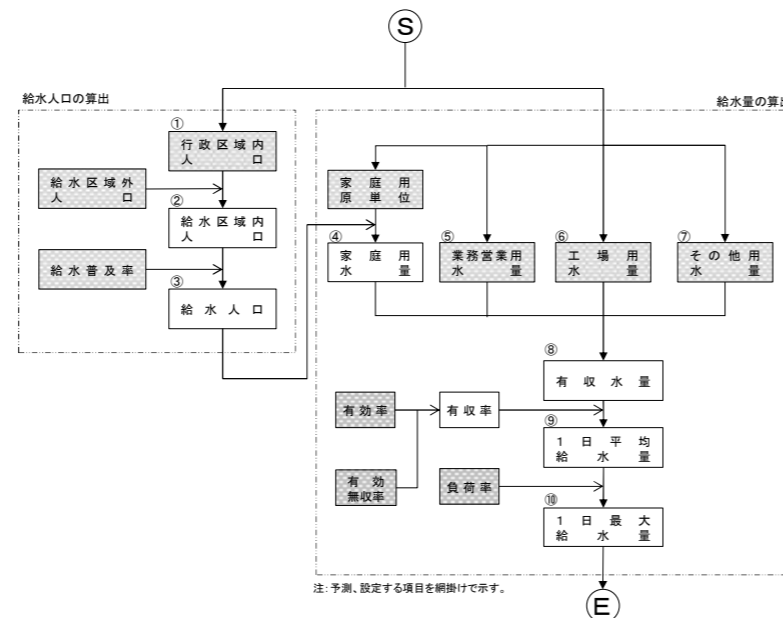 S
給水人口の算出
給水量の算出
①
行政区域内
人口
給水区域外
人口
②
給水区域内
人口
給水普及率
③
給水人口
家庭用
原単位
④
家庭用
水量
⑤
業務営業用
水量
⑥
工場用
水量
⑦
その他用
水量
⑧
有収水量
有効率
有収率
⑨
1日平均
給水量
有効
無収率
負荷率
⑩
1日最大
給水量
注:予測、設定する項目を網掛けで示す。
E